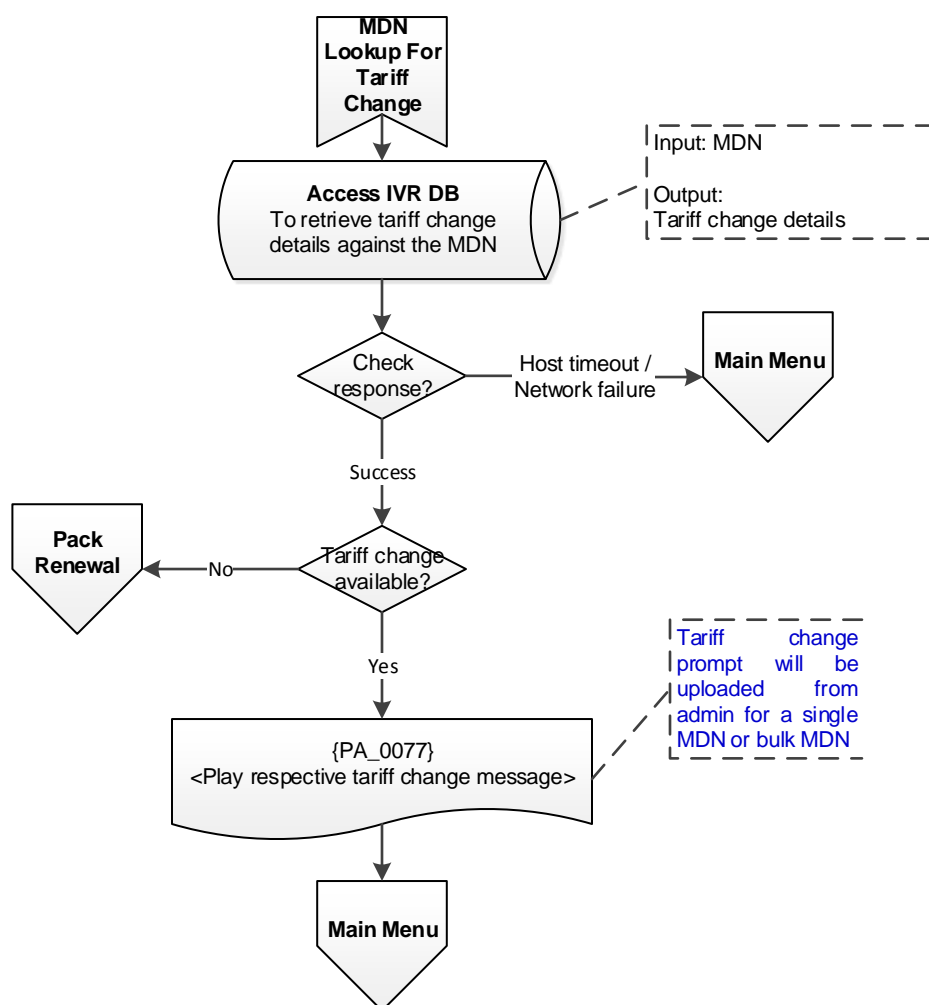 MDN
Lookup For
Tariff
Change
Access IVR DB
To retrieve tariff change
details against the MDN
Input: MDN
Output:
Tariff change details
Check
response?
Host timeout /
Network failure
Main Menu
Success
Pack
Renewal
No
Tariff change
available?
Yes
Tariff change
prompt will be
uploaded from
admin for a single
MDN or bulk MDN
{PA_0077}
<Play respective tariff change message>
Main Menu